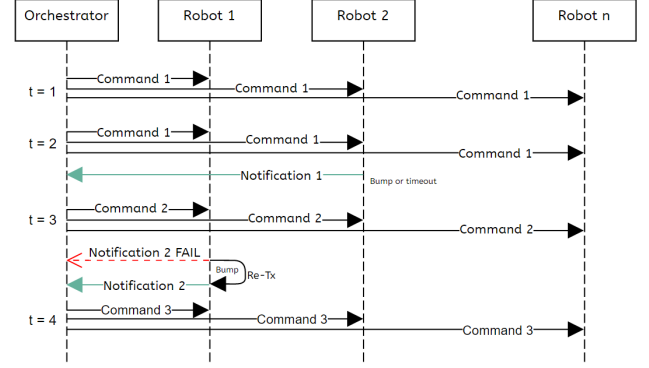 Orchestrator Robot 1 Robot 2 Robot n
Command 1
t = 1 Command 1
Command 1
Command 1
t = 2 Command 1
Command 1
Notification 1 Bump or timeout
Command 2
t = 3 Command 2
Command 2
Notification 2 FAIL
Bump Re-Tx
Notification 2
Command 3
t = 4 Command 3
Command 3